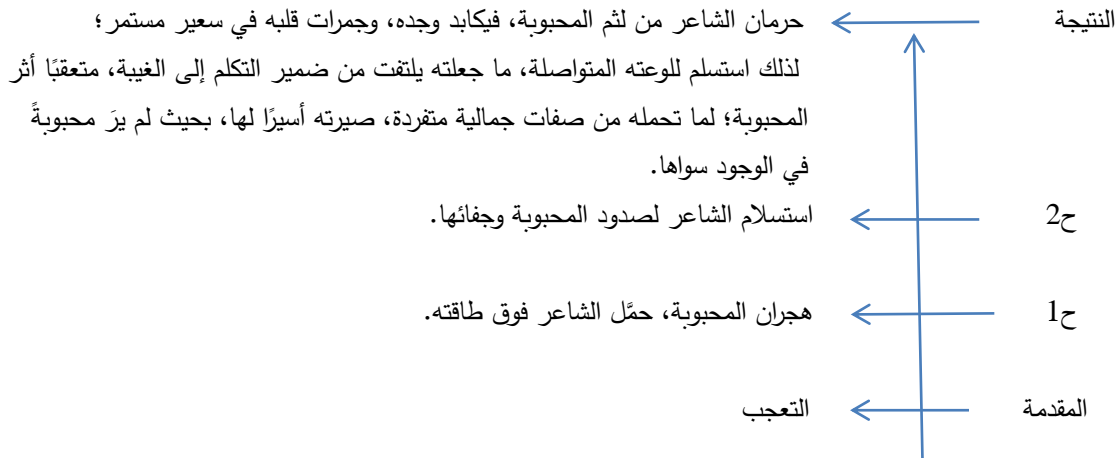 النتيجة حرمان الشاعر من لثم المحبوبة، فيكابد وجده، وجمرات قلبه في سعير مستمر؛
لذلك استسلم للوعته المتواصلة، ما جعلته يلتفت من ضمير التكلم إلى الغيبة، متعقبًا أثر
المحبوبة؛ لما تحمله من صفات جمالية متفردة، صيرته أسيرًا لها، بحيث لم يرَ محبوبةً
في الوجود سواها.
ح2 استسلام الشاعر لصدود المحبوبة وجفائها.
ح1 هجران المحبوبة، حمَّل الشاعر فوق طاقته.
المقدمة التعجب